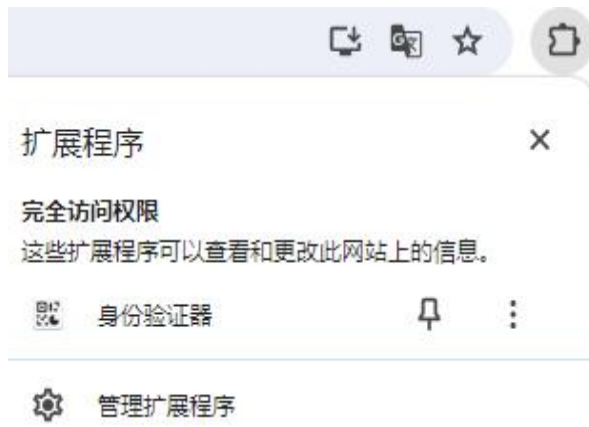 扩展程序
完全访问权限
这些扩展程序可以查看和更改此网站上的信息。
身份验证器
管理扩展程序